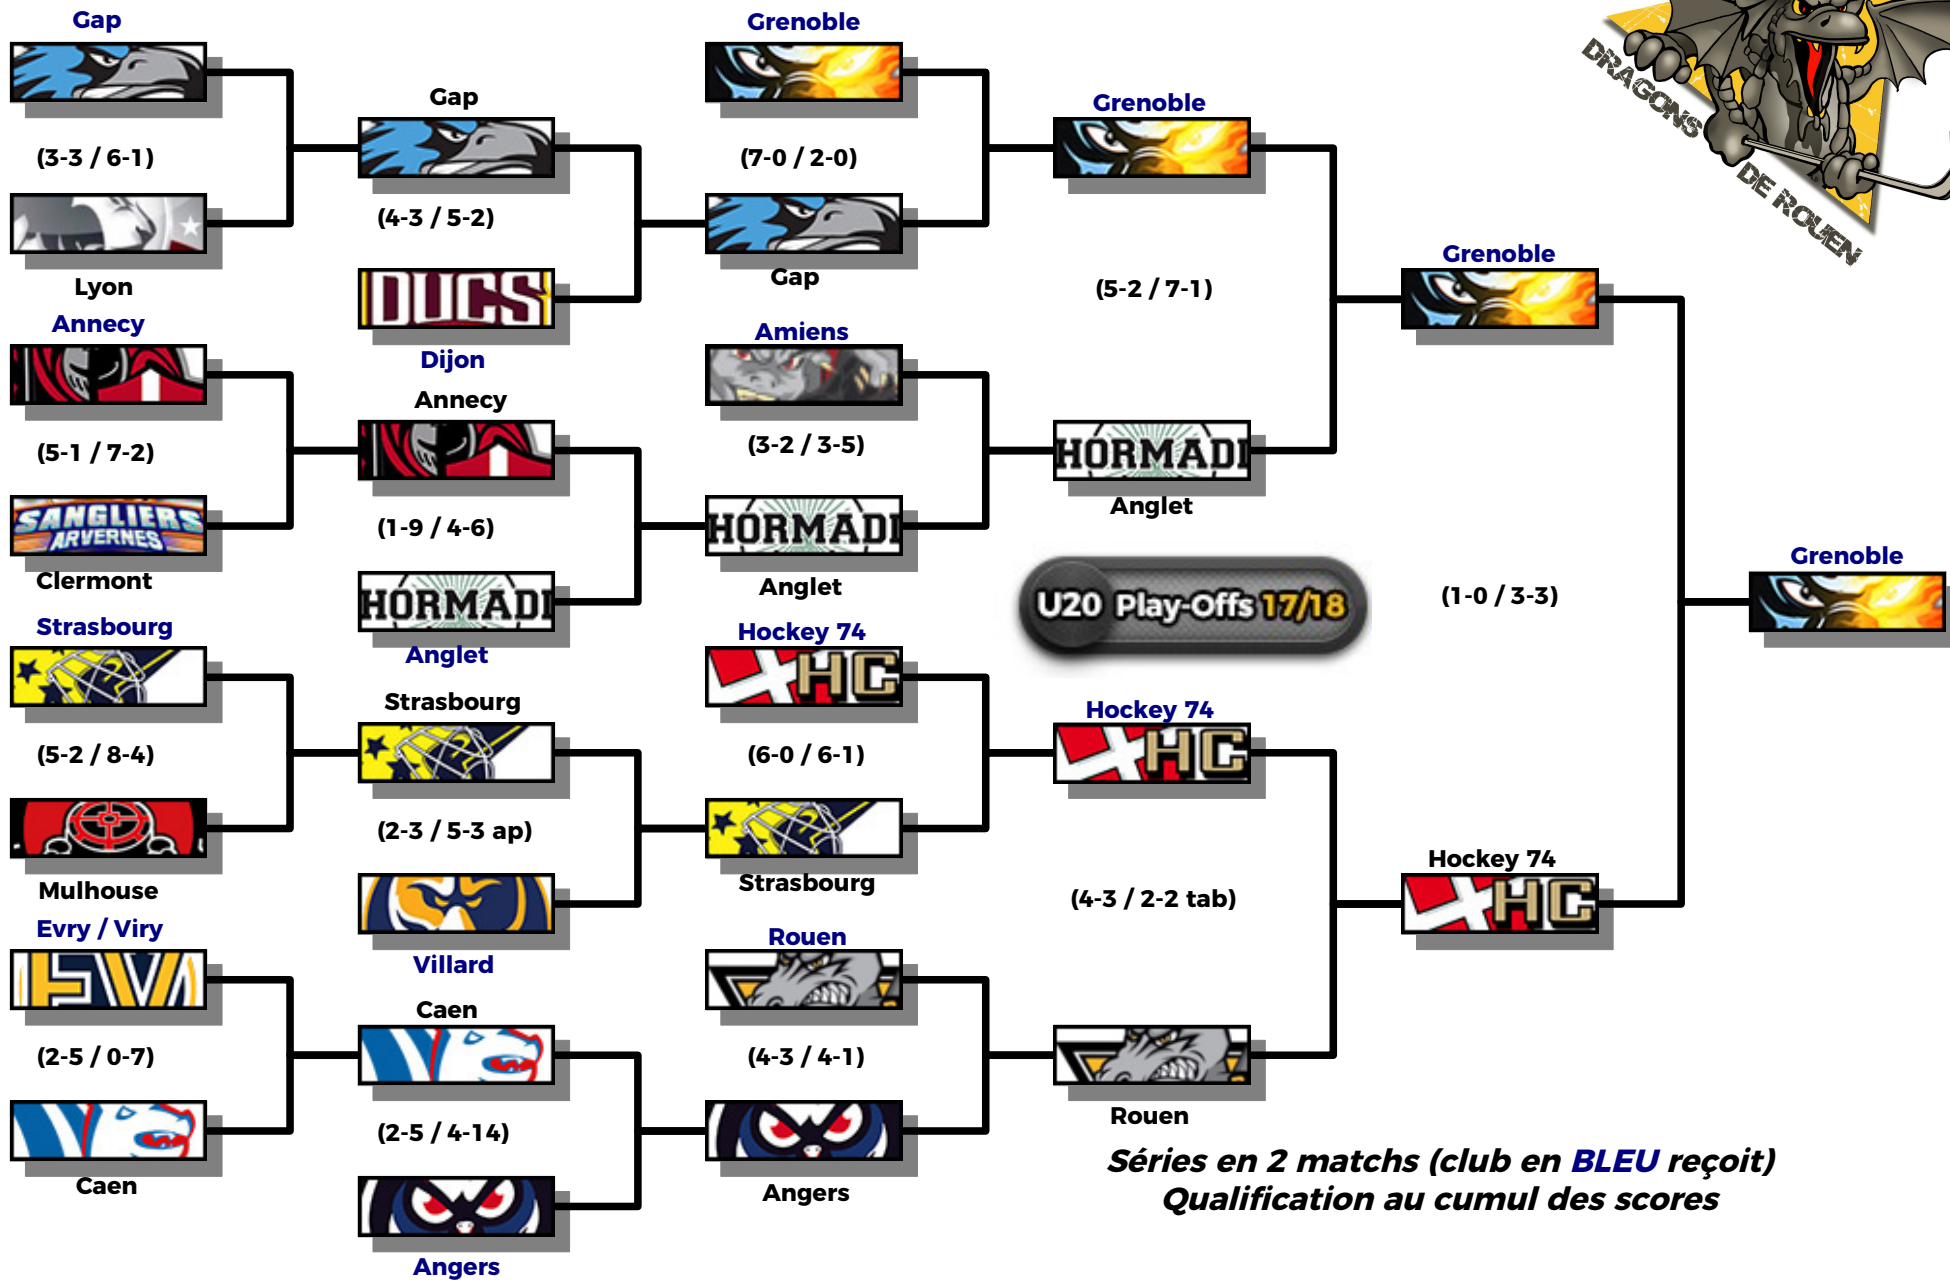 Gap
(3-3 / 6-1)
Lyon
Annecy
(5-1 / 7-2)
SANGLIERS
ARVERNES
Clermont
Strasbourg
(5-2 / 8-4)
Mulhouse
Evry / Viry
EV
(2-5 / 0-7)
Caen
Gap
(4-3 / 5-2)
DUCS
Dijon
Annecy
(1-9 / 4-6)
HORMADI
Anglet
Strasbourg
(2-3 / 5-3 ap)
Villard
Caen
(2-5 / 4-14)
Angers
Grenoble
(7-0 / 2-0)
Gap
Amiens
(3-2 / 3-5)
HORMADI
Anglet
Hockey 74
HC
(6-0 / 6-1)
Strasbourg
Rouen
(4-3 / 4-1)
Angers
Grenoble
(5-2 / 7-1)
HORMADI
Anglet
U20 Play-Offs 17/18
Hockey 74
HC
(4-3 / 2-2 tab)
Rouen
Grenoble
(1-0 / 3-3)
Hockey 74
HC
Grenoble
DRAGONS
DE ROUEN
Séries en 2 matchs (club en BLEU reçoit)
Qualification au cumul des scores